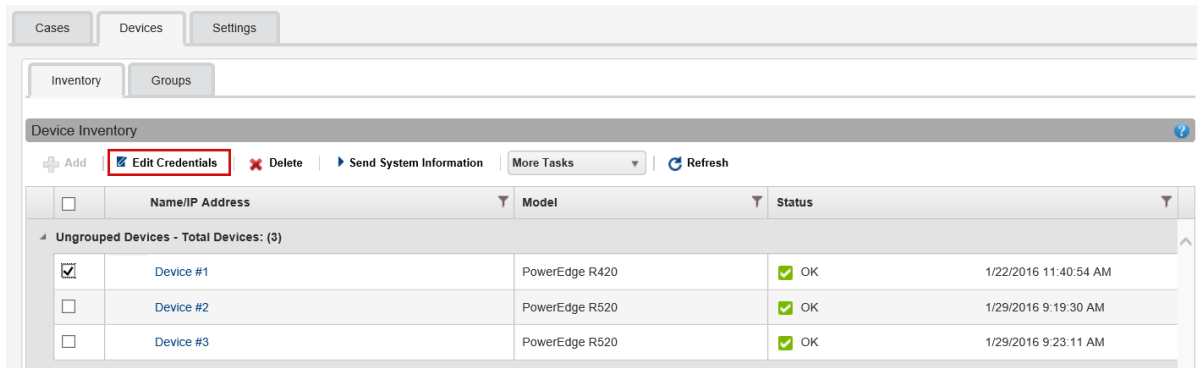 Cases Devices Settings
Inventory Groups
Device Inventory ?
Add Edit Credentials Delete Send System Information More Tasks Refresh
Name/IP Address Model Status
Ungrouped Devices - Total Devices: (3)
Device #1 PowerEdge R420 OK 1/22/2016 11:40:54 AM
Device #2 PowerEdge R520 OK 1/29/2016 9:19:30 AM
Device #3 PowerEdge R520 OK 1/29/2016 9:23:11 AM